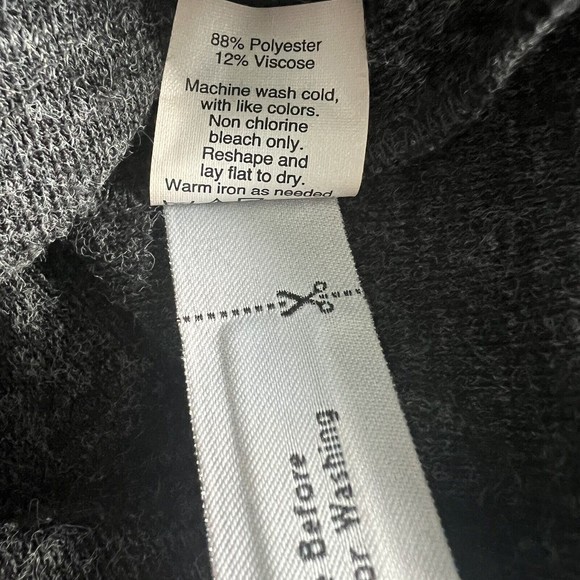 88% Polyester
12% Viscose
Machine wash cold,
with like colors.
Non chlorine
bleach only.
Reshape and
lay flat to dry.
Warm iron as needed
Before
or Washing